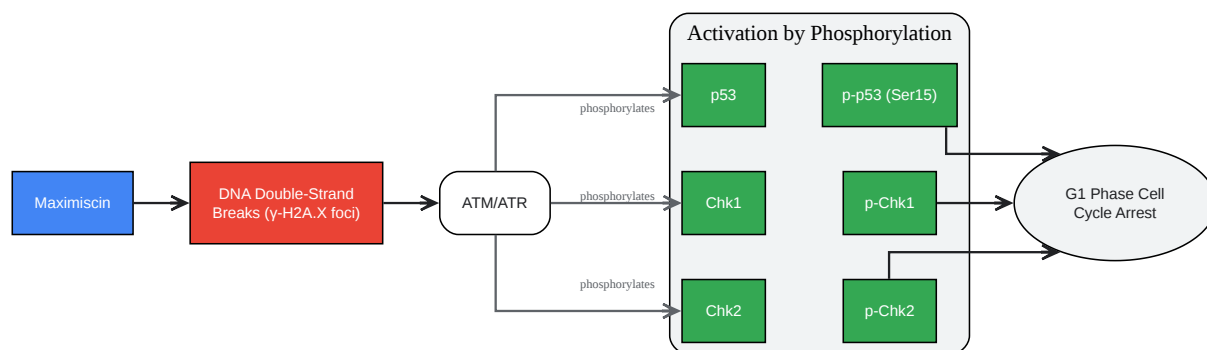 Activation by Phosphorylation
p53
p-p53 (Ser15)
phosphorylates
Maximiscin
DNA Double-Strand
Breaks (γ-H2A.X foci)
ATM/ATR
phosphorylates
Chk1
p-Chk1
G1 Phase Cell
Cycle Arrest
phosphorylates
Chk2
p-Chk2